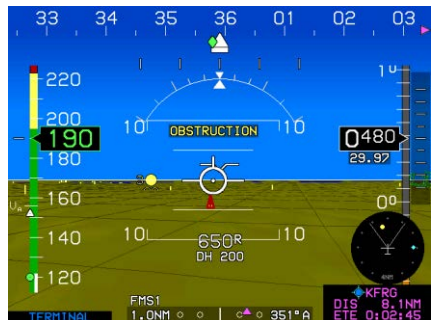 33 34 35 36 01 02 03
220
200
190
180
160
140
120
10 10
OBSTRUCTION
0480
29.97
650R
10 10
DH 200
4NM
KFRG
DIS 8.1NM
ETE 0:02:45
FMS1
TERMINAL 1.0NM 351°A